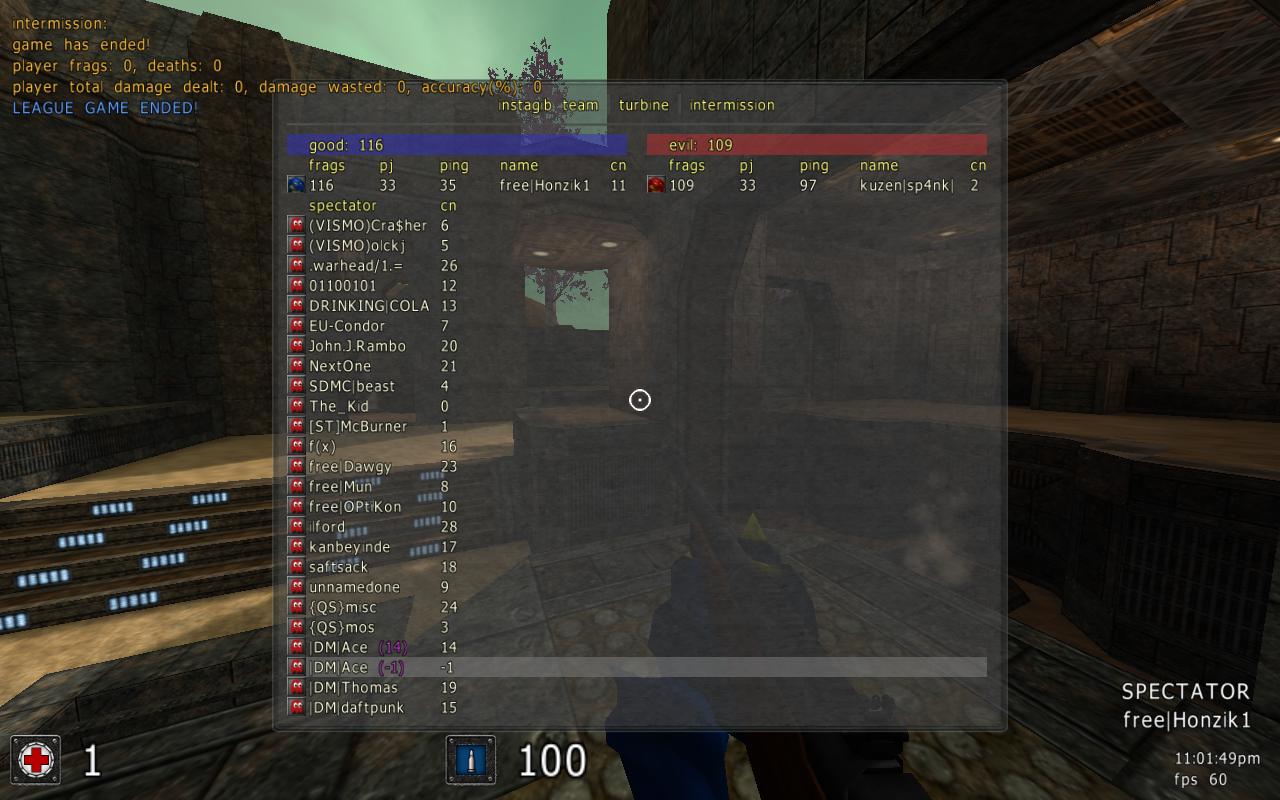 intermission:
game has ended!
player frags: 0, deaths: 0
player total damage dealt: 0, damage wasted: 0, accuracy(%): 0
LEAGUE GAME ENDED!
instagib team turbine intermission
good: 116 evil: 109
frags pj ping name cn frags pj ping name cn
116 33 35 free|Honzik1 11 109 33 97 kuzen|sp4nk| 2
spectator cn
(VISMO)Cra$her 6
(VISMO)olckj 5
.warhead/1.= 26
01100101 12
DRINKING|COLA 13
EU-Condor 7
John.J.Rambo 20
NextOne 21
SDMC|beast 4
The_Kid 0
[ST]McBurner 1
f(x) 16
free|Dawgy 23
free|Mun 8
free|OPtiKon 10
ilford 28
kanbeyinde 17
saftsack 18
unnamedone 9
{QS}misc 24
{QS}mos 3
|DM|Ace (14) 14
|DM|Ace (-1) -1
|DM|Thomas 19
|DM|daftpunk 15
SPECTATOR
free|Honzik1
1 100
11:01:49pm
fps 60